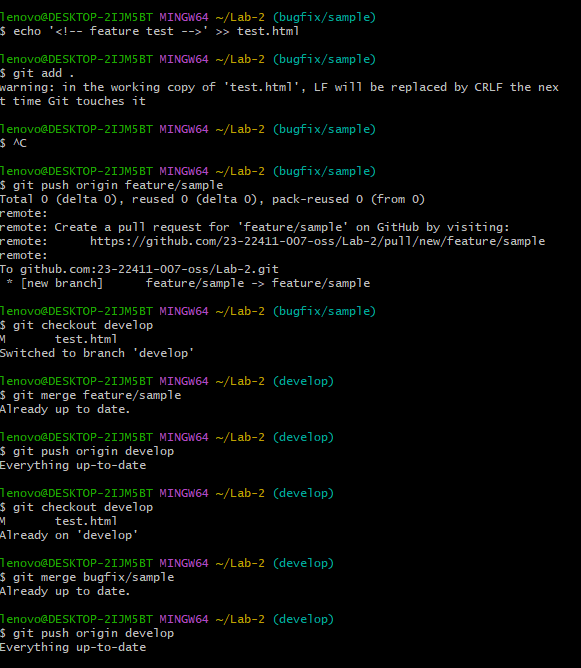 lenovo@DESKTOP-2IJM5BT MINGW64 ~/Lab-2 (bugfix/sample)
$ echo '<!-- feature test -->' >> test.html
lenovo@DESKTOP-2IJM5BT MINGW64 ~/Lab-2 (bugfix/sample)
$ git add .
warning: in the working copy of 'test.html', LF will be replaced by CRLF the nex
t time Git touches it
lenovo@DESKTOP-2IJM5BT MINGW64 ~/Lab-2 (bugfix/sample)
$ ^C
lenovo@DESKTOP-2IJM5BT MINGW64 ~/Lab-2 (bugfix/sample)
$ git push origin feature/sample
Total 0 (delta 0), reused 0 (delta 0), pack-reused 0 (from 0)
remote:
remote: Create a pull request for 'feature/sample' on GitHub by visiting:
remote:      https://github.com/23-22411-007-oss/Lab-2/pull/new/feature/sample
remote:
To github.com:23-22411-007-oss/Lab-2.git
 * [new branch]      feature/sample -> feature/sample
lenovo@DESKTOP-2IJM5BT MINGW64 ~/Lab-2 (bugfix/sample)
$ git checkout develop
M       test.html
Switched to branch 'develop'
lenovo@DESKTOP-2IJM5BT MINGW64 ~/Lab-2 (develop)
$ git merge feature/sample
Already up to date.
lenovo@DESKTOP-2IJM5BT MINGW64 ~/Lab-2 (develop)
$ git push origin develop
Everything up-to-date
lenovo@DESKTOP-2IJM5BT MINGW64 ~/Lab-2 (develop)
$ git checkout develop
M       test.html
Already on 'develop'
lenovo@DESKTOP-2IJM5BT MINGW64 ~/Lab-2 (develop)
$ git merge bugfix/sample
Already up to date.
lenovo@DESKTOP-2IJM5BT MINGW64 ~/Lab-2 (develop)
$ git push origin develop
Everything up-to-date